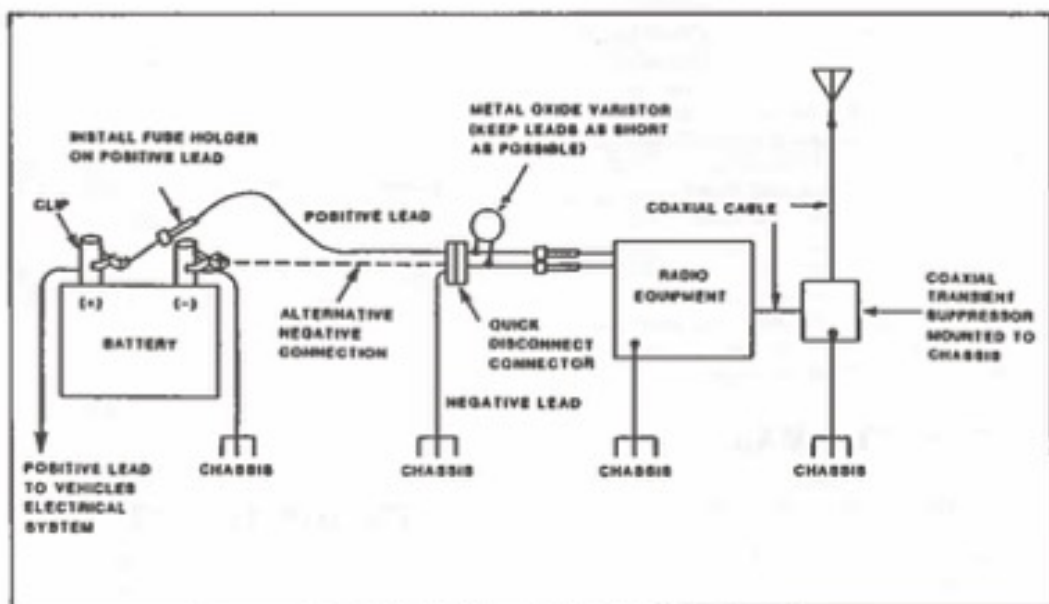 METAL OXIDE VARISTOR
(KEEP LEADS AS SHORT
AS POSSIBLE)
INSTALL FUSE HOLDER
ON POSITIVE LEAD
CLIP
POSITIVE LEAD
COAXIAL CABLE
(+)
(-)
BATTERY
ALTERNATIVE
NEGATIVE
CONNECTION
QUICK
DISCONNECT
CONNECTOR
RADIO
EQUIPMENT
COAXIAL
TRANSIENT
SUPPRESSOR
MOUNTED TO
CHASSIS
NEGATIVE LEAD
POSITIVE LEAD
TO VEHICLES
ELECTRICAL
SYSTEM
CHASSIS
CHASSIS
CHASSIS
CHASSIS